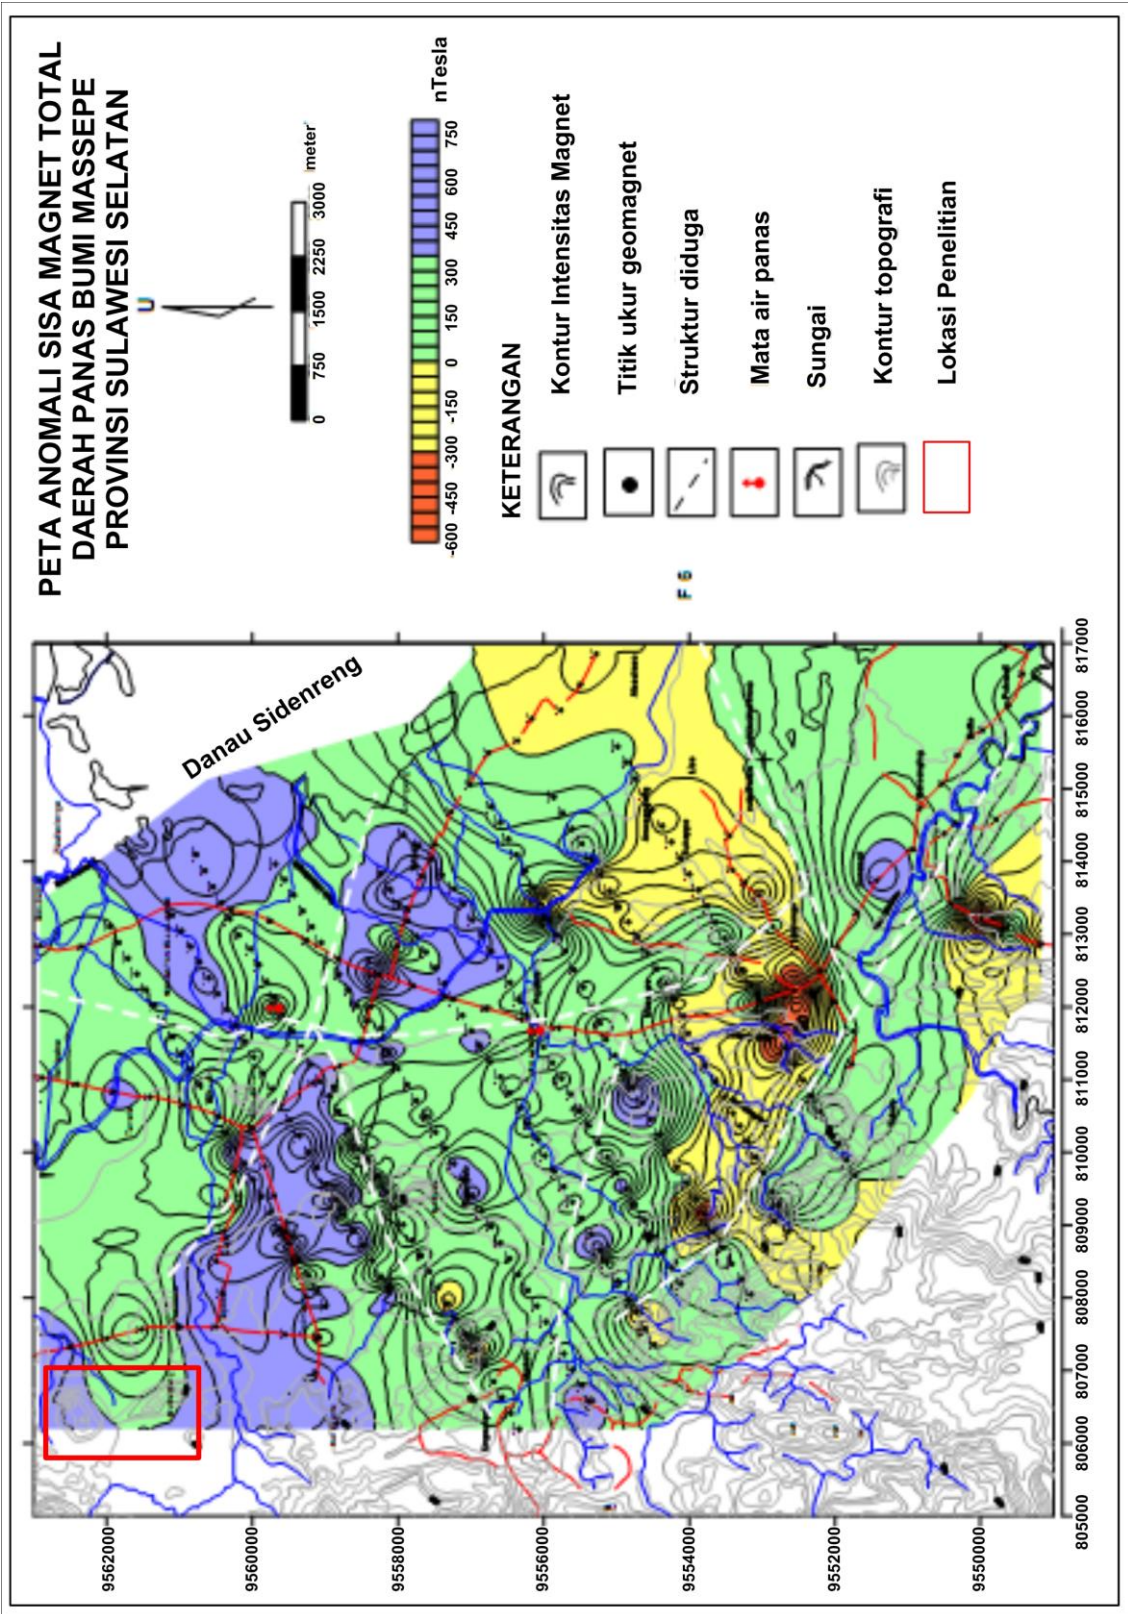 PETA ANOMALI SISA MAGNET TOTAL
DAERAH PANAS BUMI MASSEPE
PROVINSI SULAWESI SELATAN
U
0 750 1500 2250 3000 meter
nTesla
-600 -450 -300 -150 0 150 300 450 600 750
KETERANGAN
Kontur Intensitas Magnet
Titik ukur geomagnet
Struktur diduga
Mata air panas
Sungai
Kontur topografi
Lokasi Penelitian
F 6
Danau Sidenreng
9562000
9560000
9558000
9556000
9554000
9552000
9550000
805000 806000 807000 808000 809000 810000 811000 812000 813000 814000 815000 816000 817000